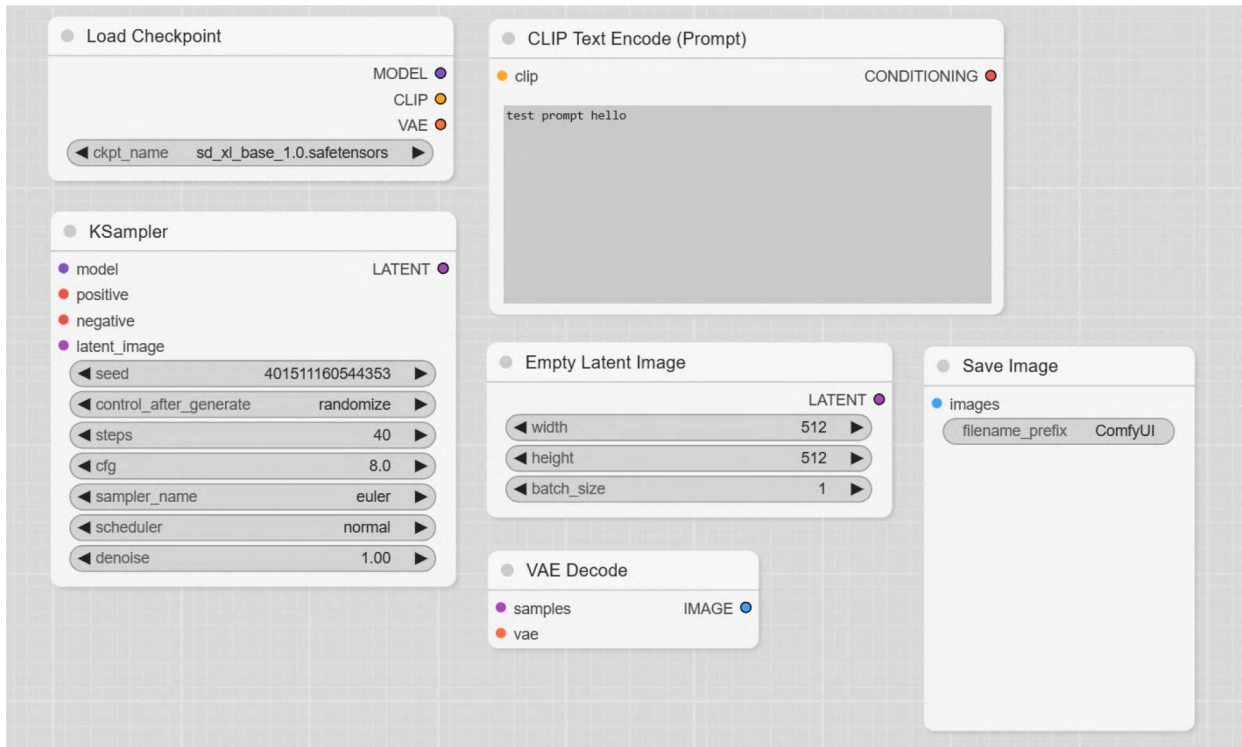 Load Checkpoint
MODEL
CLIP
VAE
ckpt_name sd_xl_base_1.0.safetensors
KSampler
model LATENT
positive
negative
latent_image
seed 401511160544353
control_after_generate randomize
steps 40
cfg 8.0
sampler_name euler
scheduler normal
denoise 1.00
CLIP Text Encode (Prompt)
clip CONDITIONING
test prompt hello
Empty Latent Image
LATENT
width 512
height 512
batch_size 1
VAE Decode
samples IMAGE
vae
Save Image
images
filename_prefix ComfyUI